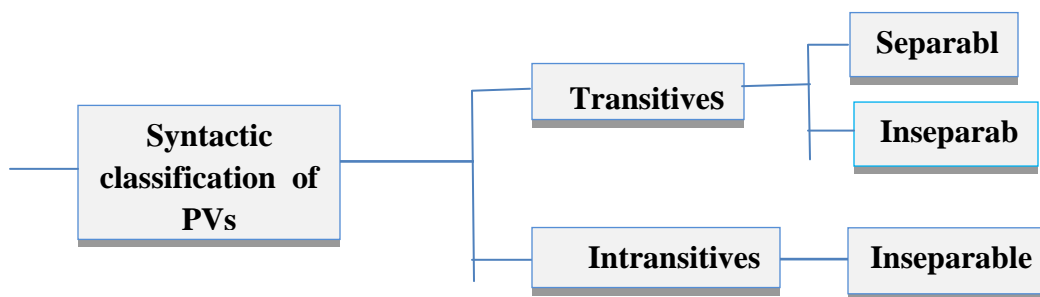 Syntactic
classification of
PVs
Transitives
Separabl
Inseparab
Intransitives
Inseparable